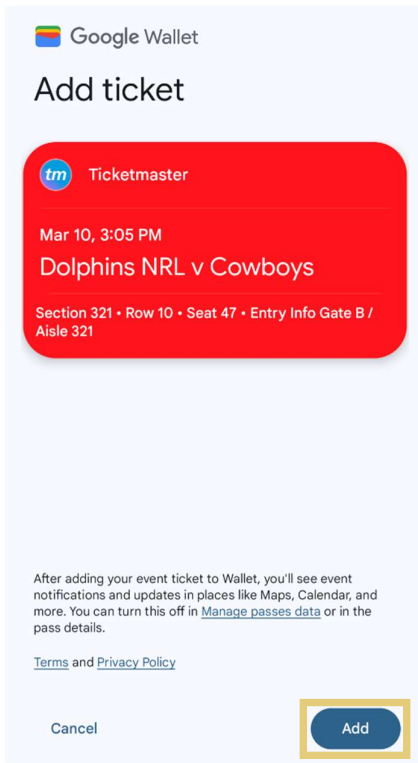 Google Wallet
Add ticket
tm Ticketmaster
Mar 10, 3:05 PM
Dolphins NRL v Cowboys
Section 321 • Row 10 • Seat 47 • Entry Info Gate B /
Aisle 321
After adding your event ticket to Wallet, you'll see event
notifications and updates in places like Maps, Calendar, and
more. You can turn this off in Manage passes data or in the
pass details.
Terms and Privacy Policy
Cancel Add